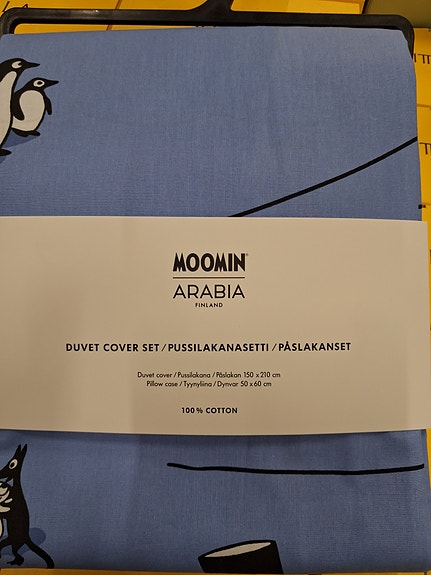 MOOMIN
ARABIA
FINLAND
DUVET COVER SET / PUSSILAKANASETTI / PÅSLAKANSET
Duvet cover / Pussilakana / Påslakan 150 x 210 cm
Pillow case / Tyynyliina / Dynvar 50 x 60 cm
100 % COTTON